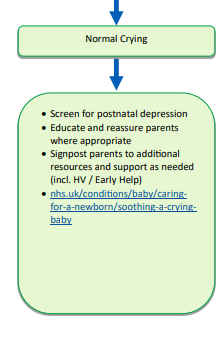 Normal Crying
• Screen for postnatal depression
• Educate and reassure parents
where appropriate
• Signpost parents to additional
resources and support as needed
(incl. HV / Early Help)
• nhs.uk/conditions/baby/caring-
for-a-newborn/soothing-a-crying-
baby